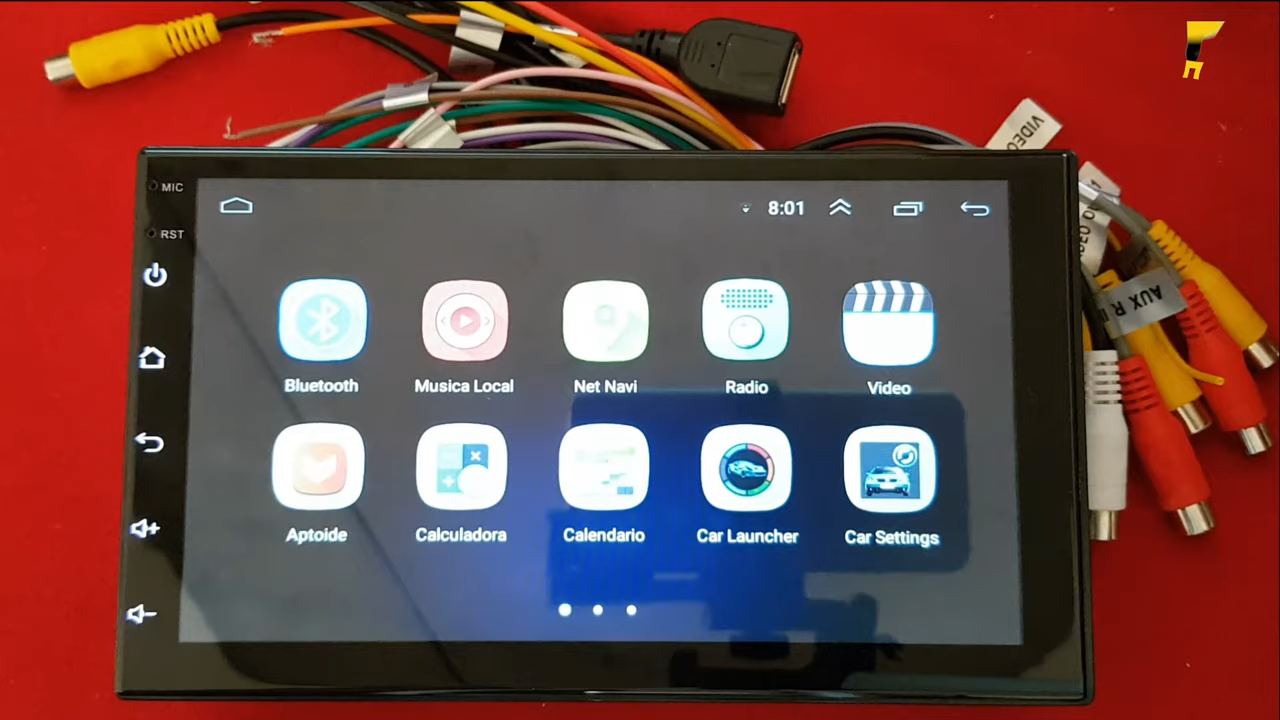 VIDEO
MIC
8:01
RST
AUX R IN
Bluetooth
Musica Local
Net Navi
Radio
Video
Aptoide
Calculadora
Calendario
Car Launcher
Car Settings